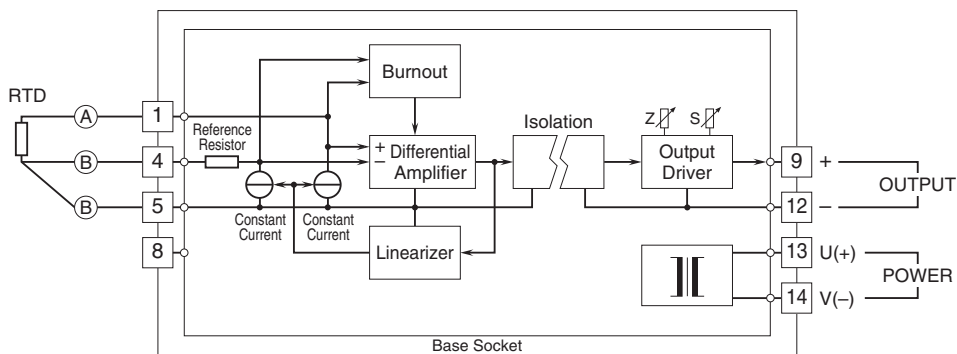 Burnout
RTD
A
1
Reference
Resistor
Isolation
Z
S
B
4
+
−
Differential
Amplifier
Output
Driver
9
+
OUTPUT
B
5
12
−
Constant
Current
Constant
Current
8
Linearizer
13
U(+)
POWER
14
V(−)
Base Socket